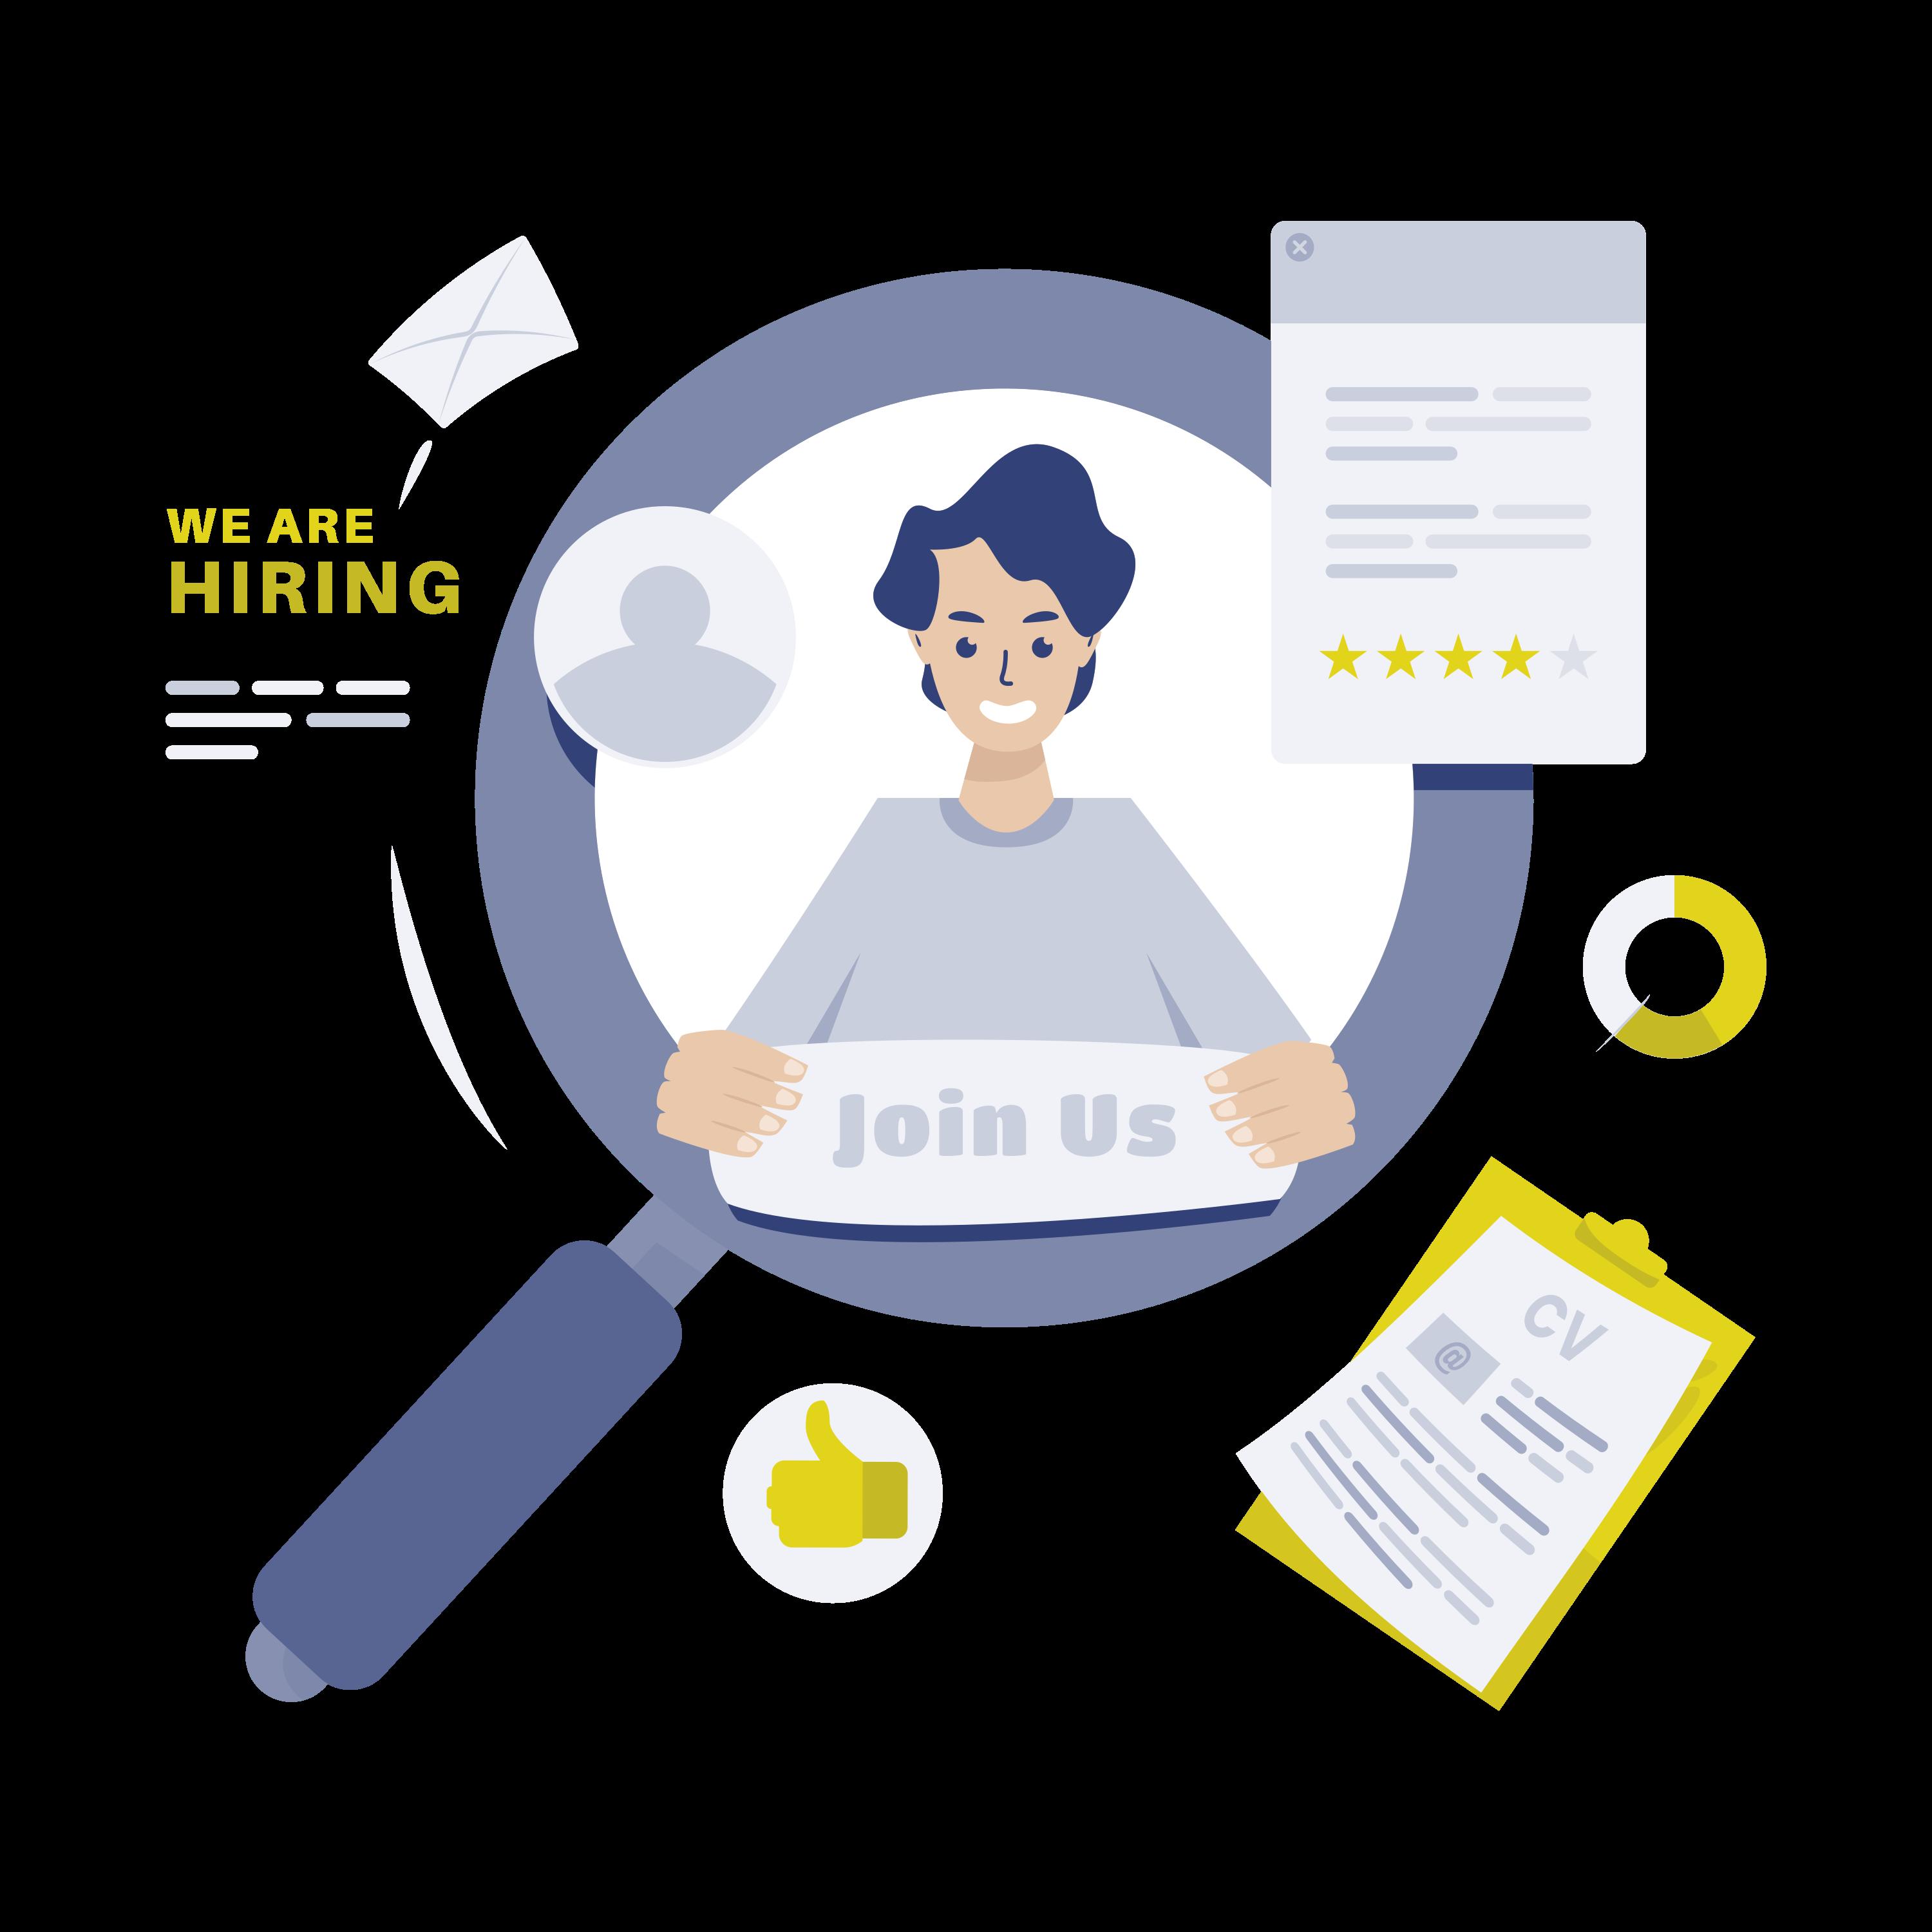 WE ARE
HIRING
Join Us
CV
@